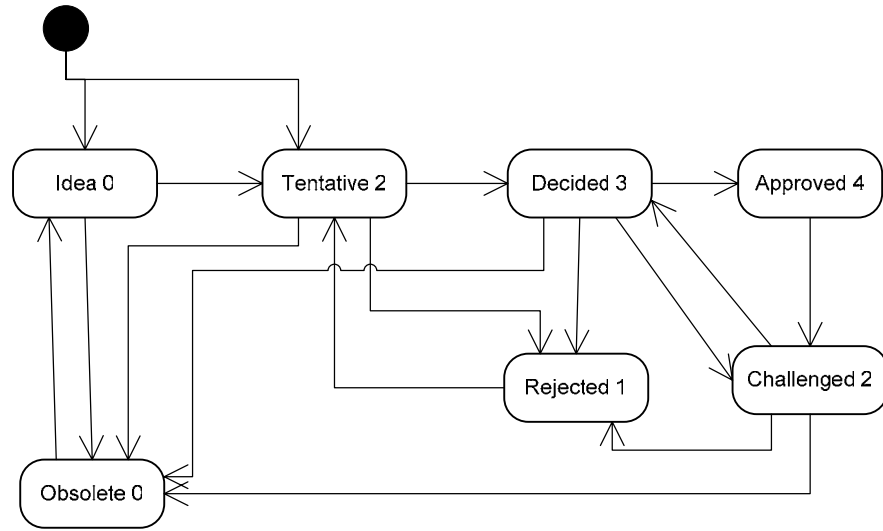 Idea 0
Tentative 2
Decided 3
Approved 4
Rejected 1
Challenged 2
Obsolete 0